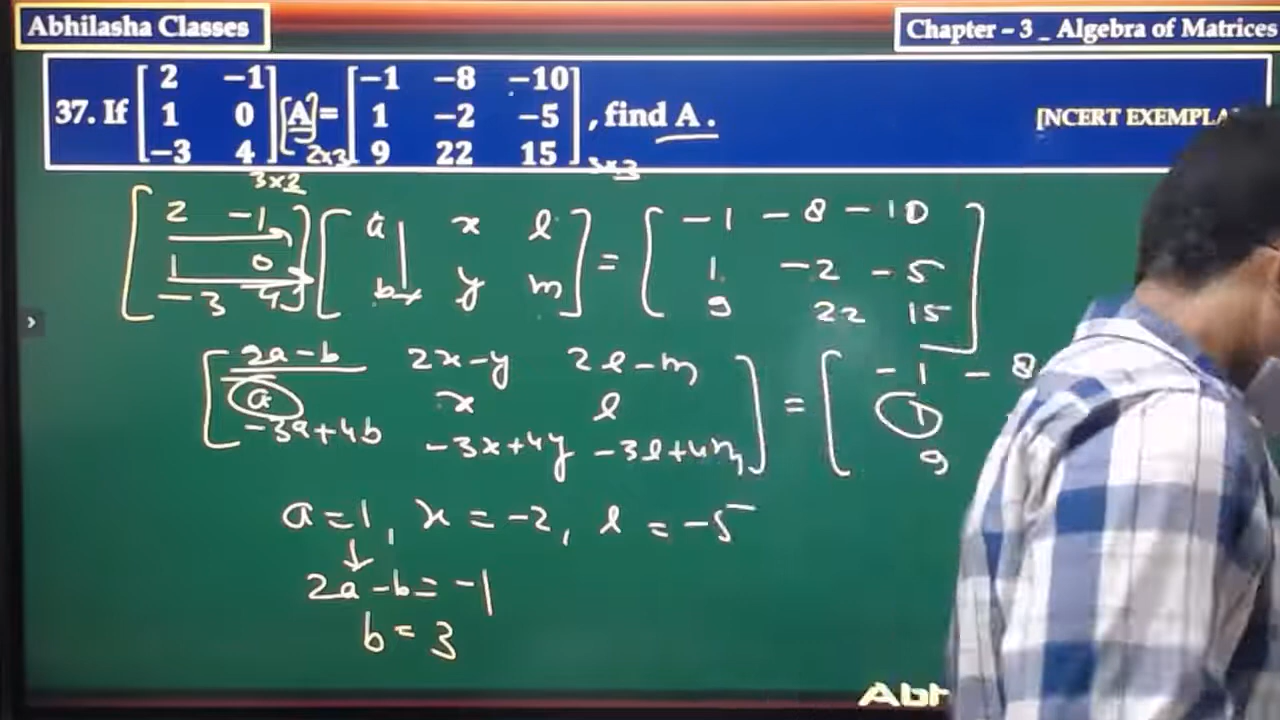 Abhilasha Classes
Chapter – 3 _ Algebra of Matrices
37. If [2 −1; 1 0; −3 4] [A] = [−1 −8 −10; 1 −2 −5; 9 22 15], find A. [NCERT EXEMPLA
3×2 2×3 3×3
[2 −1; 1 0; −3 4] [a x l; b y m] = [−1 −8 −10; 1 −2 −5; 9 22 15]
[2a−b 2x−y 2l−m; a x l; −3a+4b −3x+4y −3l+4m] = [−1 −8; 1; 9
a=1, x=−2, l=−5
↓
2a−b=−1
b=3
Abh